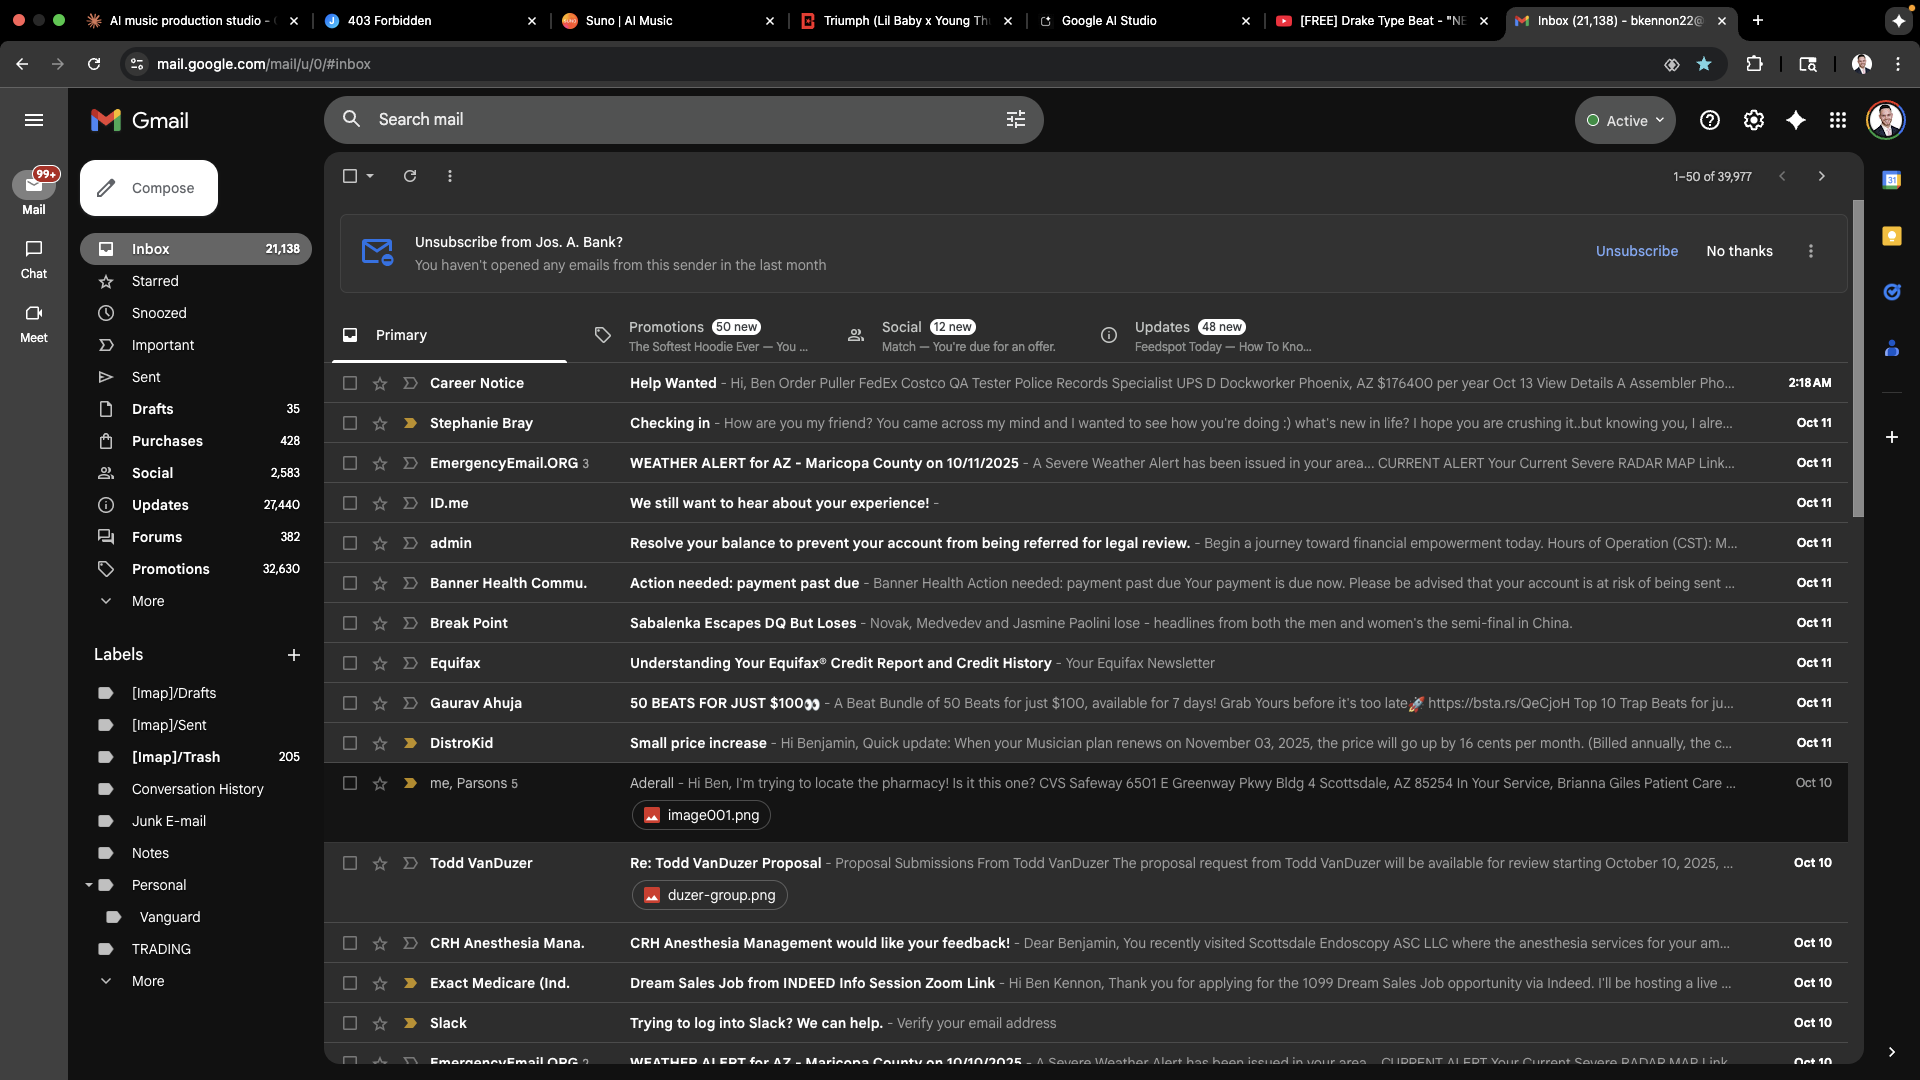 AI music production studio -
403 Forbidden
Suno | AI Music
Triumph (Lil Baby x Young Th
Google AI Studio
[FREE] Drake Type Beat - "NE
Inbox (21,138) - bkennon22@
mail.google.com/mail/u/0/#inbox
Gmail
Search mail
Active
99+
Mail
Chat
Meet
Compose
Inbox 21,138
Starred
Snoozed
Important
Sent
Drafts 35
Purchases 428
Social 2,583
Updates 27,440
Forums 382
Promotions 32,630
More
Labels
[Imap]/Drafts
[Imap]/Sent
[Imap]/Trash 205
Conversation History
Junk E-mail
Notes
Personal
Vanguard
TRADING
More
1–50 of 39,977
Unsubscribe from Jos. A. Bank?
You haven't opened any emails from this sender in the last month
Unsubscribe
No thanks
Primary
Promotions 50 new
The Softest Hoodie Ever — You ...
Social 12 new
Match — You're due for an offer.
Updates 48 new
Feedspot Today — How To Kno...
Career Notice Help Wanted - Hi, Ben Order Puller FedEx Costco QA Tester Police Records Specialist UPS D Dockworker Phoenix, AZ $176400 per year Oct 13 View Details A Assembler Pho... 2:18 AM
Stephanie Bray Checking in - How are you my friend? You came across my mind and I wanted to see how you're doing :) what's new in life? I hope you are crushing it..but knowing you, I alre... Oct 11
EmergencyEmail.ORG 3 WEATHER ALERT for AZ - Maricopa County on 10/11/2025 - A Severe Weather Alert has been issued in your area... CURRENT ALERT Your Current Severe RADAR MAP Link... Oct 11
ID.me We still want to hear about your experience! - Oct 11
admin Resolve your balance to prevent your account from being referred for legal review. - Begin a journey toward financial empowerment today. Hours of Operation (CST): M... Oct 11
Banner Health Commu. Action needed: payment past due - Banner Health Action needed: payment past due Your payment is due now. Please be advised that your account is at risk of being sent ... Oct 11
Break Point Sabalenka Escapes DQ But Loses - Novak, Medvedev and Jasmine Paolini lose - headlines from both the men and women's the semi-final in China. Oct 11
Equifax Understanding Your Equifax® Credit Report and Credit History - Your Equifax Newsletter Oct 11
Gaurav Ahuja 50 BEATS FOR JUST $100👀 - A Beat Bundle of 50 Beats for just $100, available for 7 days! Grab Yours before it's too late🚀 https://bsta.rs/QeCjoH Top 10 Trap Beats for ju... Oct 11
DistroKid Small price increase - Hi Benjamin, Quick update: When your Musician plan renews on November 03, 2025, the price will go up by 16 cents per month. (Billed annually, the c... Oct 11
me, Parsons 5 Aderall - Hi Ben, I'm trying to locate the pharmacy! Is it this one? CVS Safeway 6501 E Greenway Pkwy Bldg 4 Scottsdale, AZ 85254 In Your Service, Brianna Giles Patient Care ... Oct 10
image001.png
Todd VanDuzer Re: Todd VanDuzer Proposal - Proposal Submissions From Todd VanDuzer The proposal request from Todd VanDuzer will be available for review starting October 10, 2025, ... Oct 10
duzer-group.png
CRH Anesthesia Mana. CRH Anesthesia Management would like your feedback! - Dear Benjamin, You recently visited Scottsdale Endoscopy ASC LLC where the anesthesia services for your am... Oct 10
Exact Medicare (Ind. Dream Sales Job from INDEED Info Session Zoom Link - Hi Ben Kennon, Thank you for applying for the 1099 Dream Sales Job opportunity via Indeed. I'll be hosting a live ... Oct 10
Slack Trying to log into Slack? We can help. - Verify your email address Oct 10
EmergencyEmail.ORG 2 WEATHER ALERT for AZ - Maricopa County on 10/10/2025 - A Severe Weather Alert has been issued in your area... CURRENT ALERT Your Current Severe RADAR MAP Link Oct 10